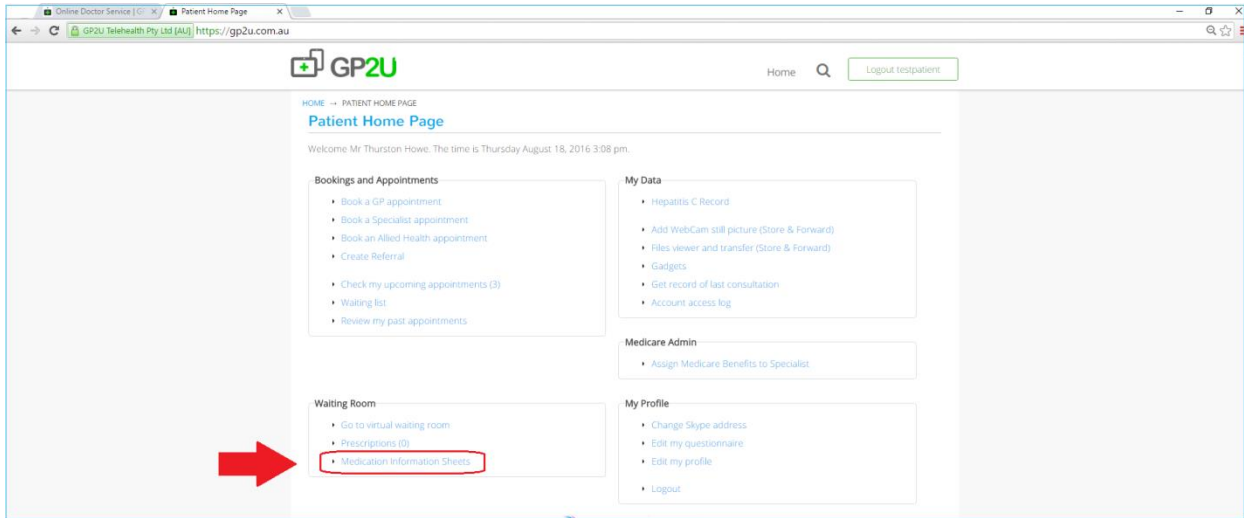 Online Doctor Service | GP
Patient Home Page
GP2U Telehealth Pty Ltd [AU] https://gp2u.com.au
GP2U
Home
Logout testpatient
HOME → PATIENT HOME PAGE
Patient Home Page
Welcome Mr Thurston Howe. The time is Thursday August 18, 2016 3:08 pm.
Bookings and Appointments
Book a GP appointment
Book a Specialist appointment
Book an Allied Health appointment
Create Referral
Check my upcoming appointments (3)
Waiting list
Review my past appointments
My Data
Hepatitis C Record
Add WebCam still picture (Store & Forward)
Files viewer and transfer (Store & Forward)
Gadgets
Get record of last consultation
Account access log
Medicare Admin
Assign Medicare Benefits to Specialist
Waiting Room
Go to virtual waiting room
Prescriptions (0)
Medication Information Sheets
My Profile
Change Skype address
Edit my questionnaire
Edit my profile
Logout